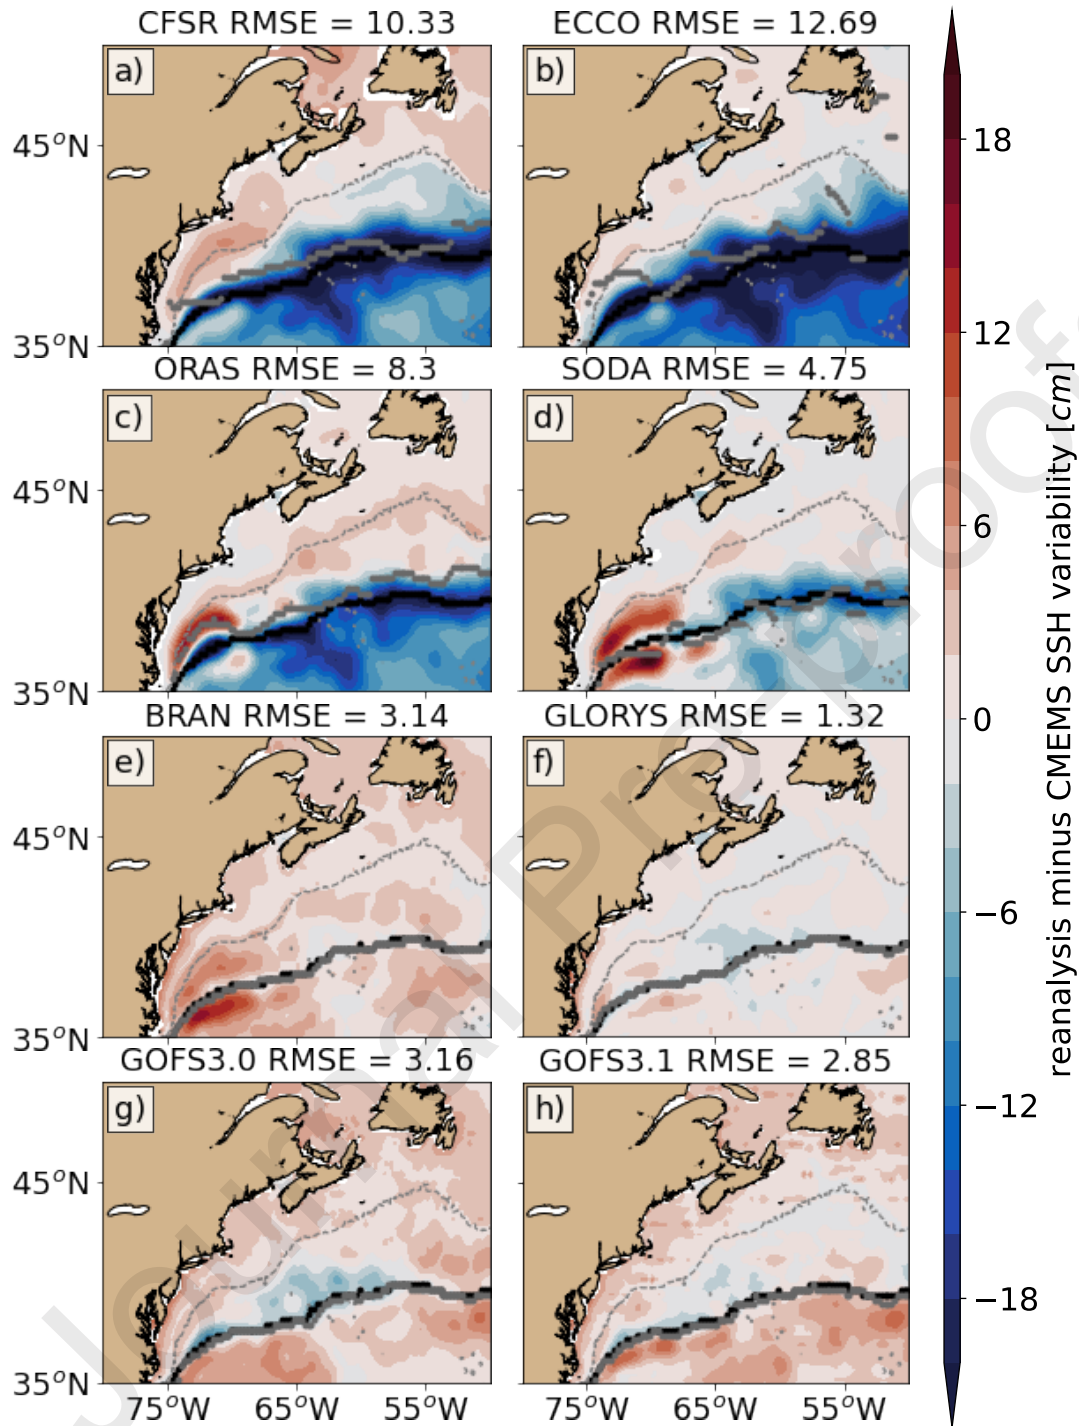 CFSR RMSE = 10.33
ECCO RMSE = 12.69
a)
b)
45°N
35°N
ORAS RMSE = 8.3
SODA RMSE = 4.75
c)
d)
45°N
35°N
BRAN RMSE = 3.14
GLORYS RMSE = 1.32
e)
f)
45°N
35°N
GOFS3.0 RMSE = 3.16
GOFS3.1 RMSE = 2.85
g)
h)
45°N
35°N
75°W 65°W 55°W
75°W 65°W 55°W
18
12
6
0
−6
−12
−18
reanalysis minus CMEMS SSH variability [cm]
Journal Pre-proof